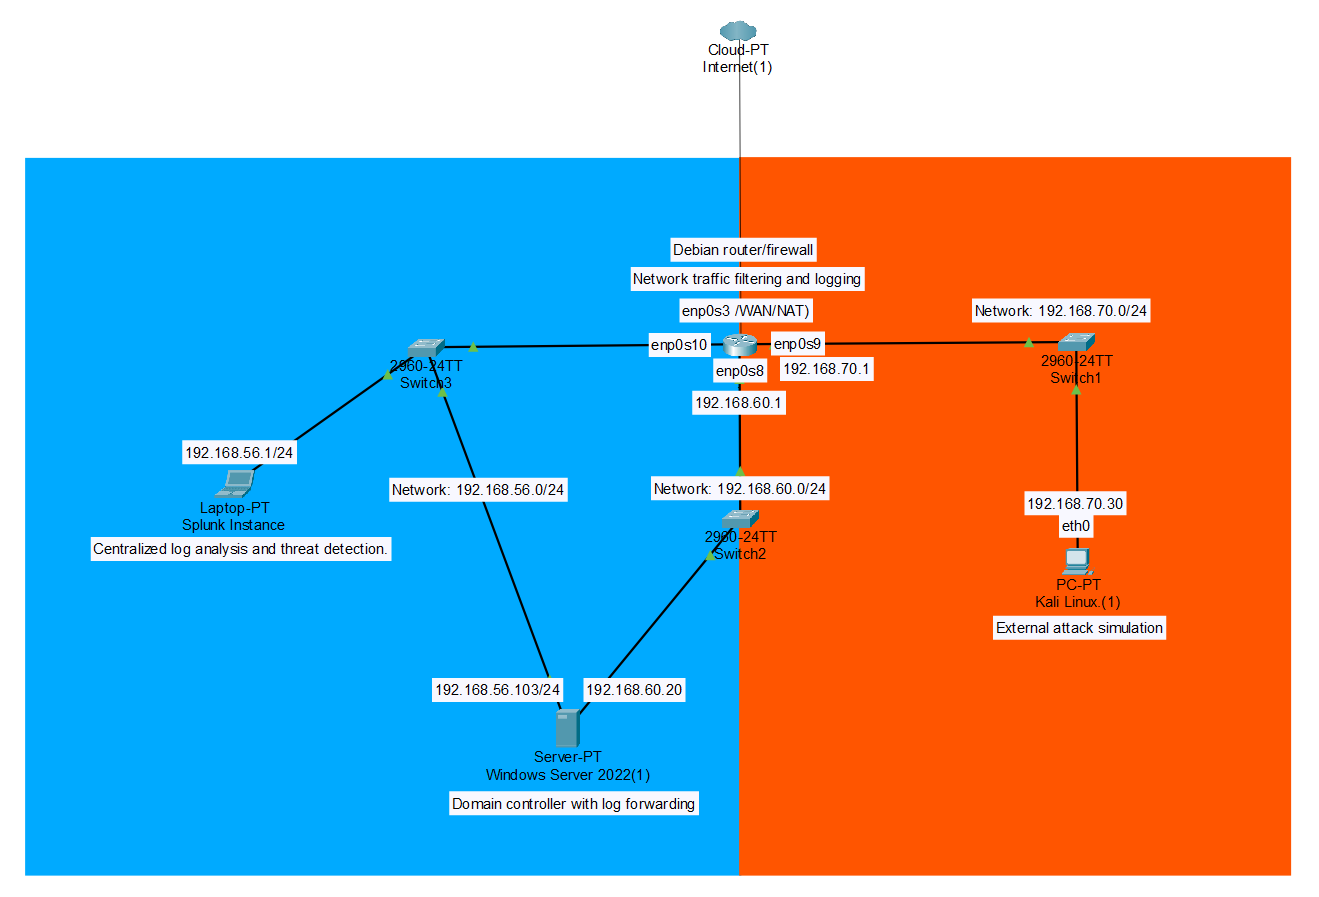 Cloud-PT
Internet(1)
Debian router/firewall
Network traffic filtering and logging
enp0s3 /WAN/NAT)
Network: 192.168.70.0/24
enp0s10
enp0s9
2960-24TT
Switch3
enp0s8
192.168.70.1
2960-24TT
Switch1
192.168.60.1
192.168.56.1/24
Network: 192.168.56.0/24
Network: 192.168.60.0/24
Laptop-PT
Splunk Instance
Centralized log analysis and threat detection.
2960-24TT
Switch2
192.168.70.30
eth0
PC-PT
Kali Linux.(1)
External attack simulation
192.168.56.103/24
192.168.60.20
Server-PT
Windows Server 2022(1)
Domain controller with log forwarding